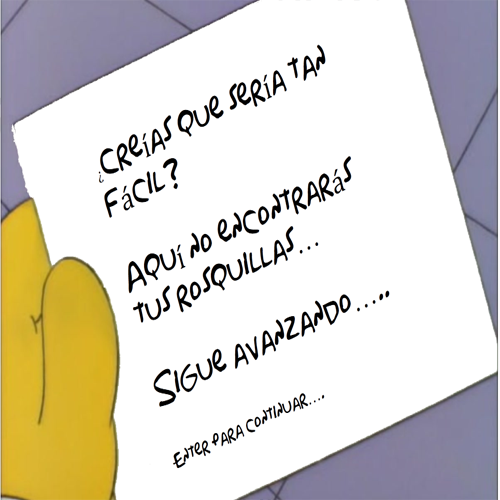 ¿Creías que sería tan
fácil?
Aquí no encontrarás
tus rosquillas...
Sigue avanzando .....
Enter para continuar....